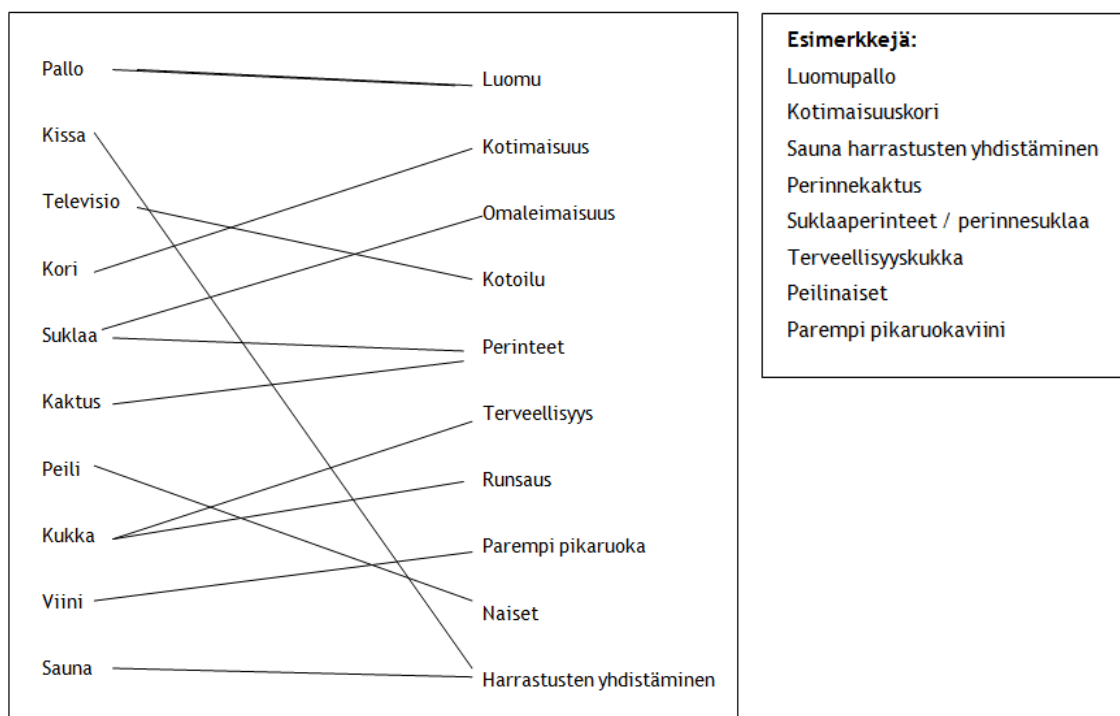 Pallo
Kissa
Televisio
Kori
Suklaa
Kaktus
Peili
Kukka
Viini
Sauna
Luomu
Kotimaisuus
Omaleimaisuus
Kotoilu
Perinteet
Terveellisyys
Runsaus
Parempi pikaruoka
Naiset
Harrastusten yhdistäminen
Esimerkkejä:
Luomupallo
Kotimaisuuskori
Sauna harrastusten yhdistäminen
Perinnekaktus
Suklaaperinteet / perinnesuklaa
Terveellisyyskukka
Peilinaiset
Parempi pikaruokaviini